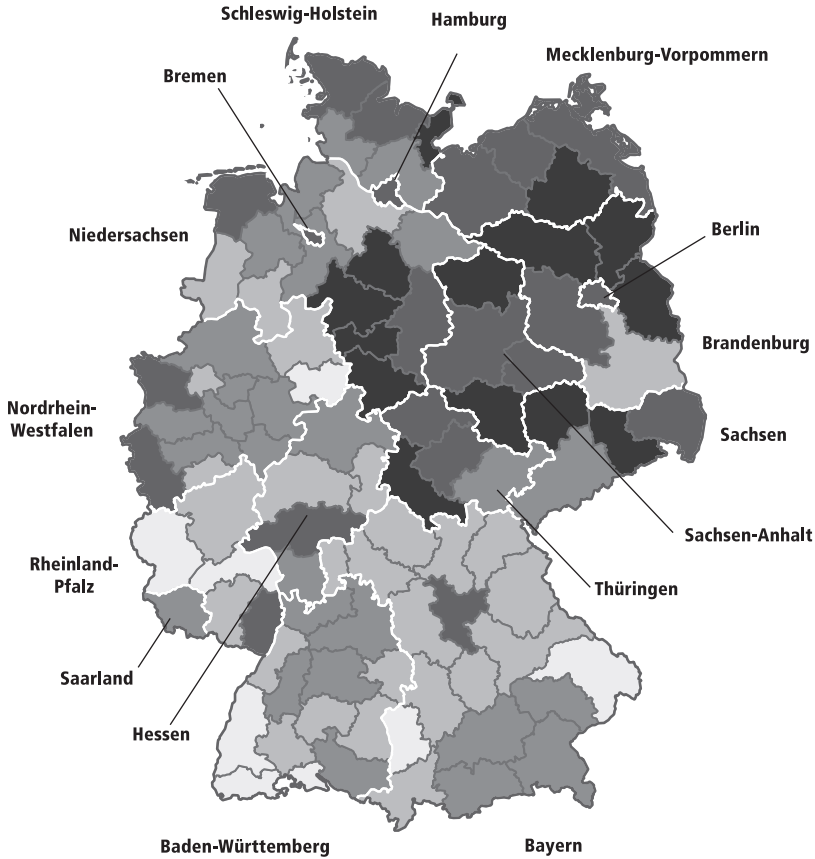 Schleswig-Holstein
Hamburg
Mecklenburg-Vorpommern
Bremen
Niedersachsen
Berlin
Brandenburg
Nordrhein-
Westfalen
Sachsen
Sachsen-Anhalt
Rheinland-
Pfalz
Thüringen
Saarland
Hessen
Baden-Württemberg
Bayern